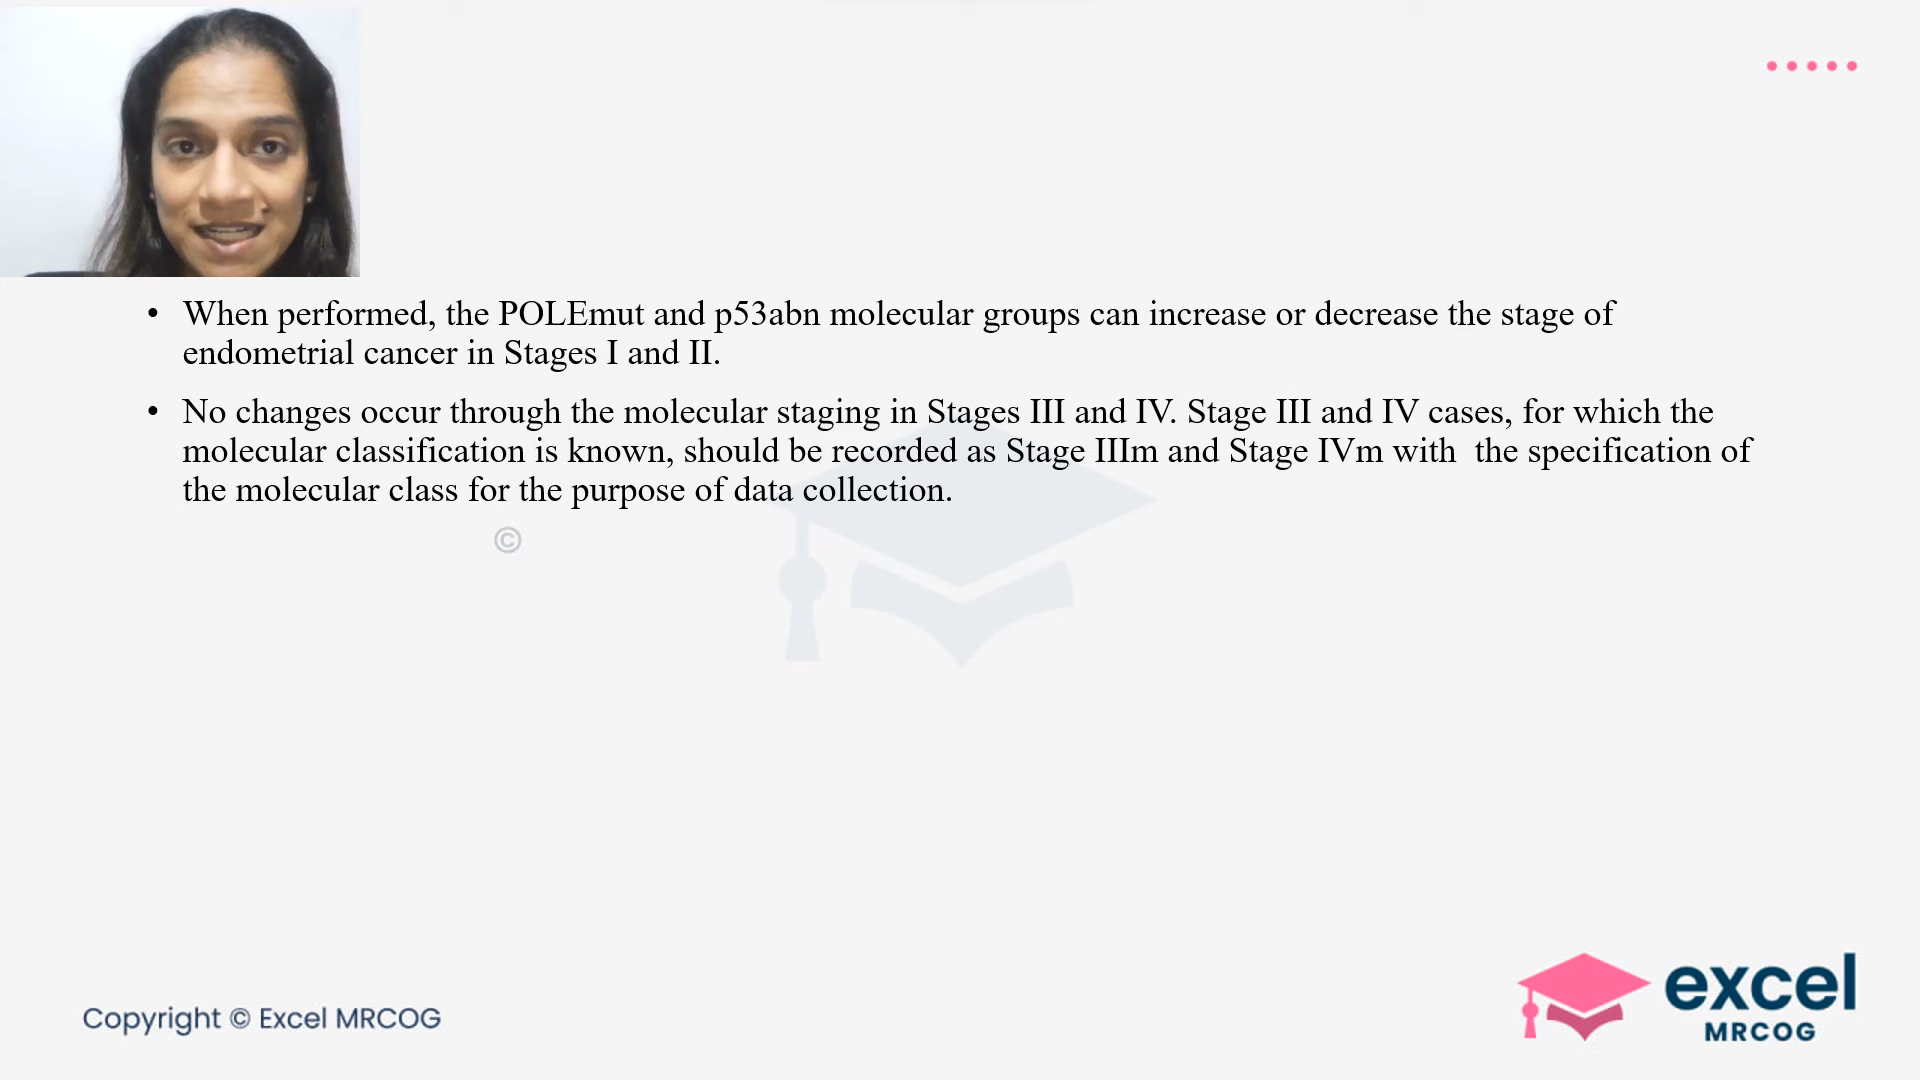 • When performed, the POLEmut and p53abn molecular groups can increase or decrease the stage of
endometrial cancer in Stages I and II.
• No changes occur through the molecular staging in Stages III and IV. Stage III and IV cases, for which the
molecular classification is known, should be recorded as Stage IIIm and Stage IVm with  the specification of
the molecular class for the purpose of data collection.
©
Copyright © Excel MRCOG
excel
MRCOG